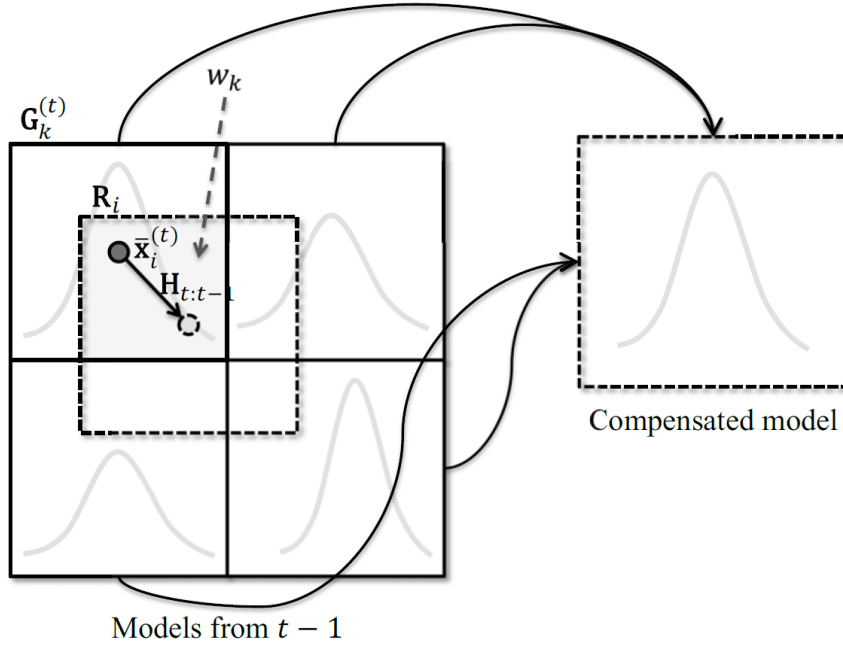 w_k
G_k^{(t)}
R_i
x̄_i^{(t)}
H_{t:t−1}
Compensated model
Models from t − 1